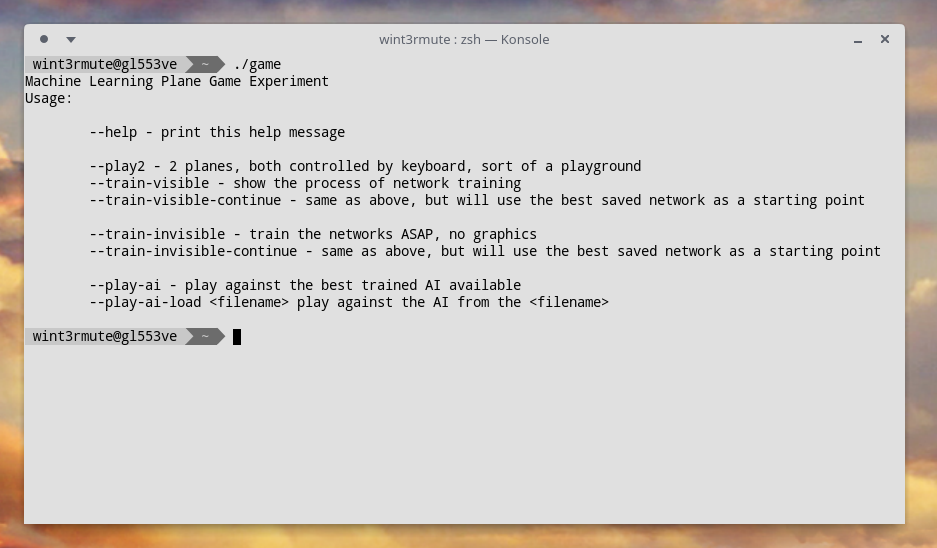 wint3rmute : zsh — Konsole
wint3rmute@gl553ve ~ ./game
Machine Learning Plane Game Experiment
Usage:
--help - print this help message
--play2 - 2 planes, both controlled by keyboard, sort of a playground
--train-visible - show the process of network training
--train-visible-continue - same as above, but will use the best saved network as a starting point
--train-invisible - train the networks ASAP, no graphics
--train-invisible-continue - same as above, but will use the best saved network as a starting point
--play-ai - play against the best trained AI available
--play-ai-load <filename> play against the AI from the <filename>
wint3rmute@gl553ve ~